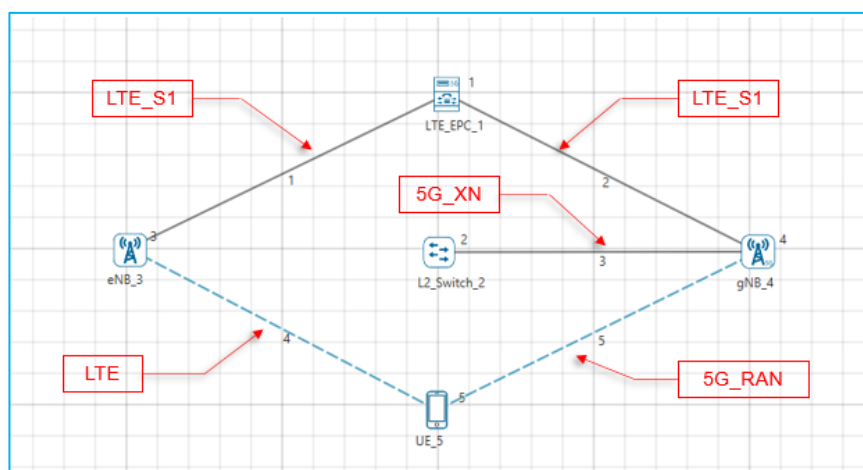 1
LTE_S1
LTE_S1
LTE_EPC_1
1
2
5G_XN
3
2
4
eNB_3
L2_Switch_2
3
gNB_4
4
5
LTE
5
5G_RAN
UE_5